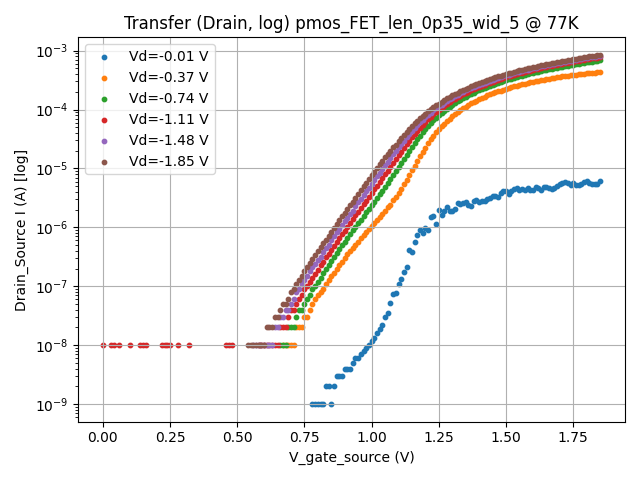 Transfer (Drain, log) pmos_FET_len_0p35_wid_5 @ 77K
Drain_Source I (A) [log]
10⁻³
10⁻⁴
10⁻⁵
10⁻⁶
10⁻⁷
10⁻⁸
10⁻⁹
Vd=-0.01 V
Vd=-0.37 V
Vd=-0.74 V
Vd=-1.11 V
Vd=-1.48 V
Vd=-1.85 V
0.00 0.25 0.50 0.75 1.00 1.25 1.50 1.75
V_gate_source (V)